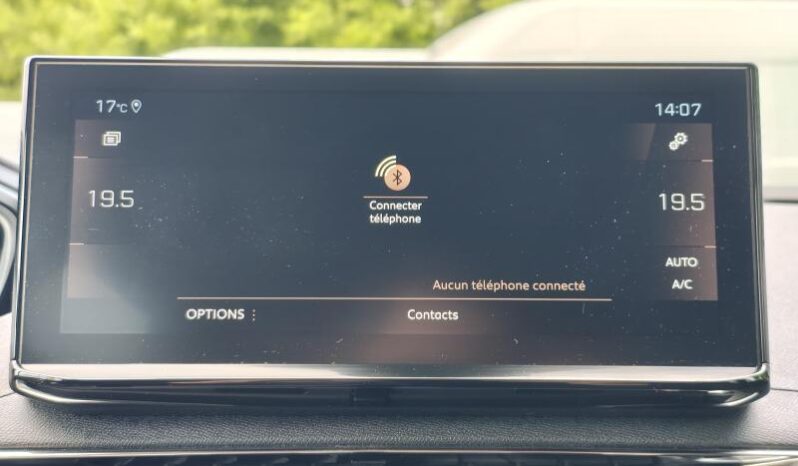 17°C
14:07
19.5
19.5
Connecter
téléphone
AUTO
A/C
Aucun téléphone connecté
OPTIONS
Contacts